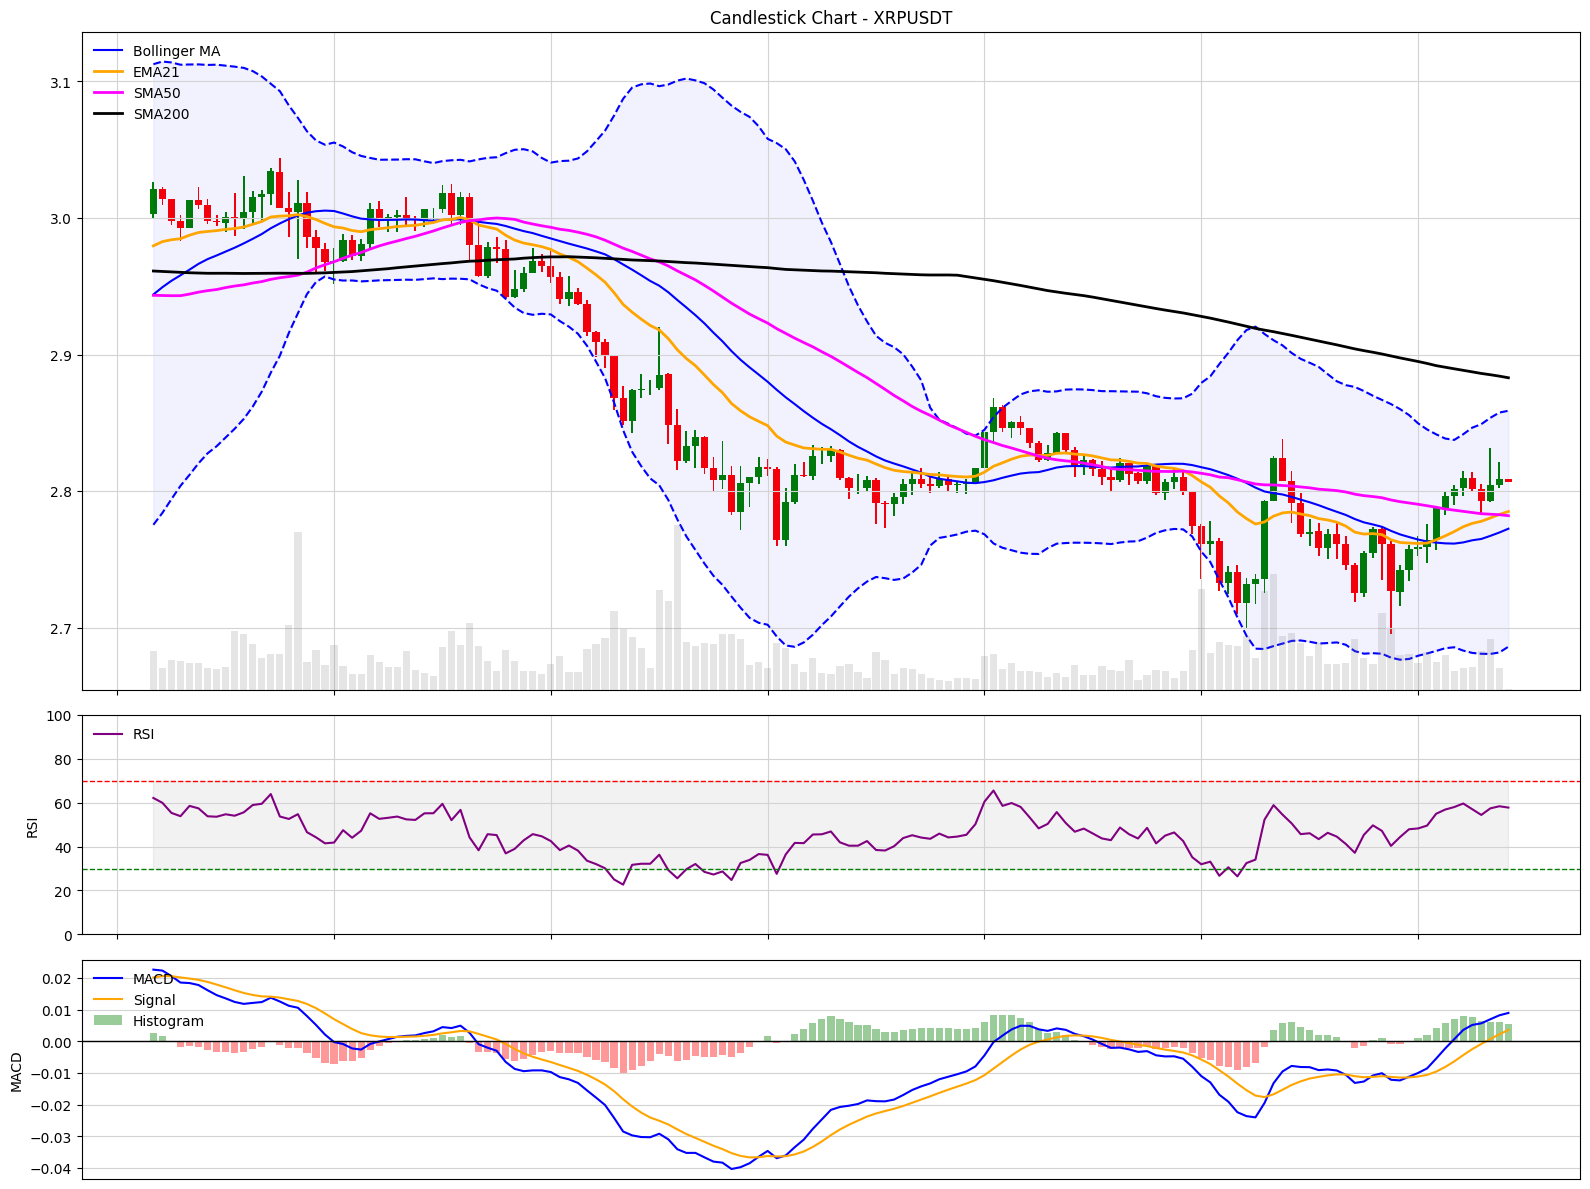 Candlestick Chart - XRPUSDT
Bollinger MA
EMA21
SMA50
SMA200
3.1
3.0
2.9
2.8
2.7
RSI
100
80
60
40
20
0
RSI
MACD
Signal
Histogram
0.02
0.01
0.00
−0.01
−0.02
−0.03
−0.04
MACD